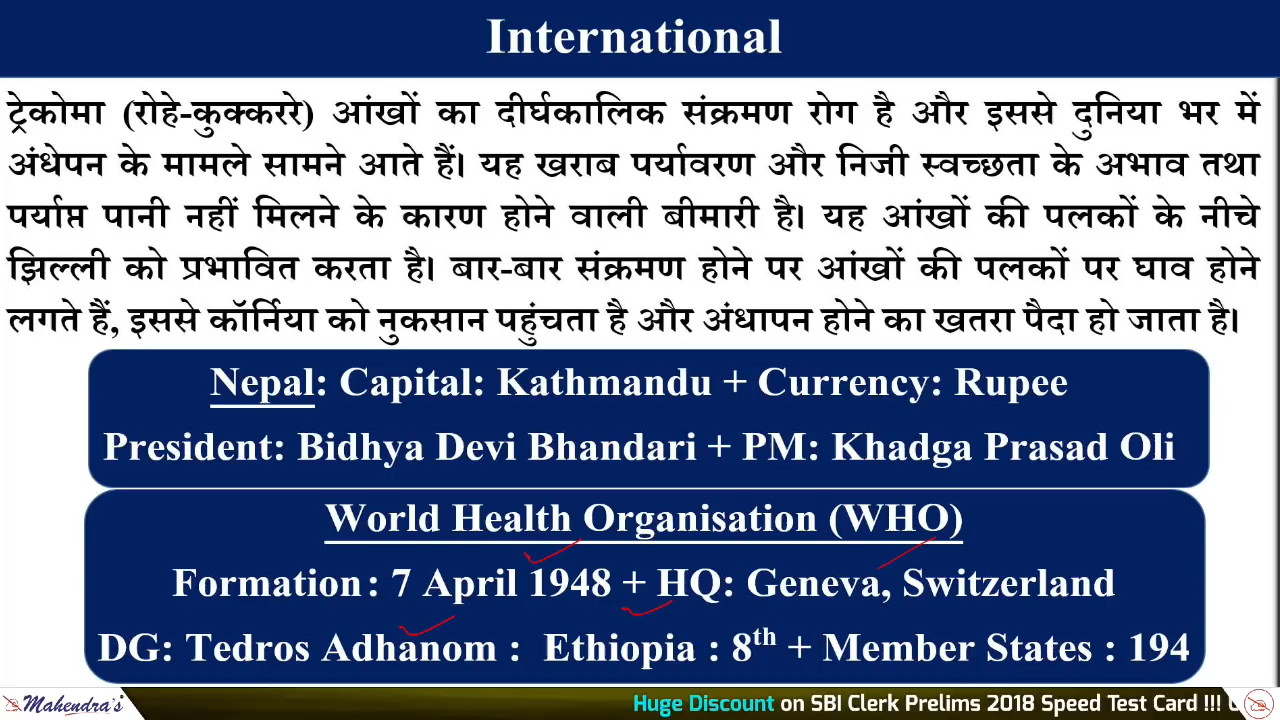 International
ट्रेकोमा (रोहे-कुक्करे) आंखों का दीर्घकालिक संक्रमण रोग है और इससे दुनिया भर में
अंधेपन के मामले सामने आते हैं। यह खराब पर्यावरण और निजी स्वच्छता के अभाव तथा
पर्याप्त पानी नहीं मिलने के कारण होने वाली बीमारी है। यह आंखों की पलकों के नीचे
झिल्ली को प्रभावित करता है। बार-बार संक्रमण होने पर आंखों की पलकों पर घाव होने
लगते हैं, इससे कॉर्निया को नुकसान पहुंचता है और अंधापन होने का खतरा पैदा हो जाता है।
Nepal: Capital: Kathmandu + Currency: Rupee
President: Bidhya Devi Bhandari + PM: Khadga Prasad Oli
World Health Organisation (WHO)
Formation: 7 April 1948 + HQ: Geneva, Switzerland
DG: Tedros Adhanom : Ethiopia : 8th + Member States : 194
Mahendra's
Huge Discount on SBI Clerk Prelims 2018 Speed Test Card !!!